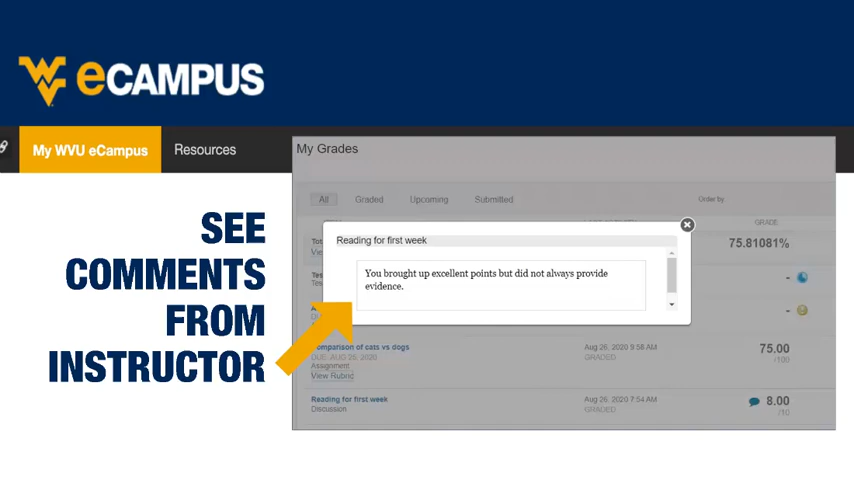 WV eCAMPUS
My WVU eCampus
Resources
My Grades
All
Graded
Upcoming
Submitted
Order by
GRADE
SEE
COMMENTS
FROM
INSTRUCTOR
Reading for first week
You brought up excellent points but did not always provide
evidence.
75.81081%
-
-
omparison of cats vs dogs
DUE: AUG 28, 2020
Assignment
View Rubric
Aug 26, 2020 9:58 AM
GRADED
75.00
/100
Reading for first week
Discussion
Aug 26, 2020 7:54 AM
GRADED
8.00
/10